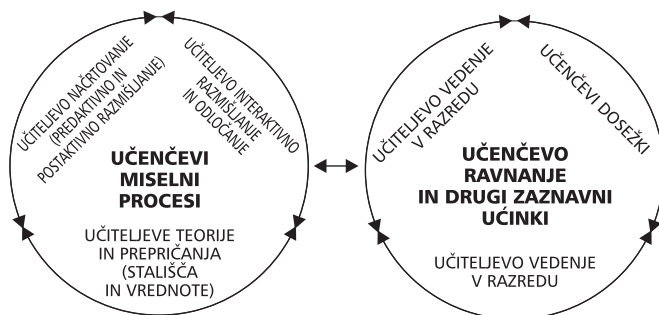 UČITELJEVO NAČRTOVANJE
(PREDAKTIVNO IN
POSTAKTIVNO RAZMIŠLJANJE)
UČITELJEVO INTERAKTIVNO
RAZMIŠLJANJE
IN ODLOČANJE
UČENČEVI
MISELNI
PROCESI
UČITELJEVE TEORIJE
IN PREPRIČANJA
(STALIŠČA
IN VREDNOTE)
UČITELJEVO VEDENJE
V RAZREDU
UČENČEVI DOSEŽKI
UČENČEVO
RAVNANJE
IN DRUGI ZAZNAVNI
UĆINKI
UČITELJEVO VEDENJE
V RAZREDU